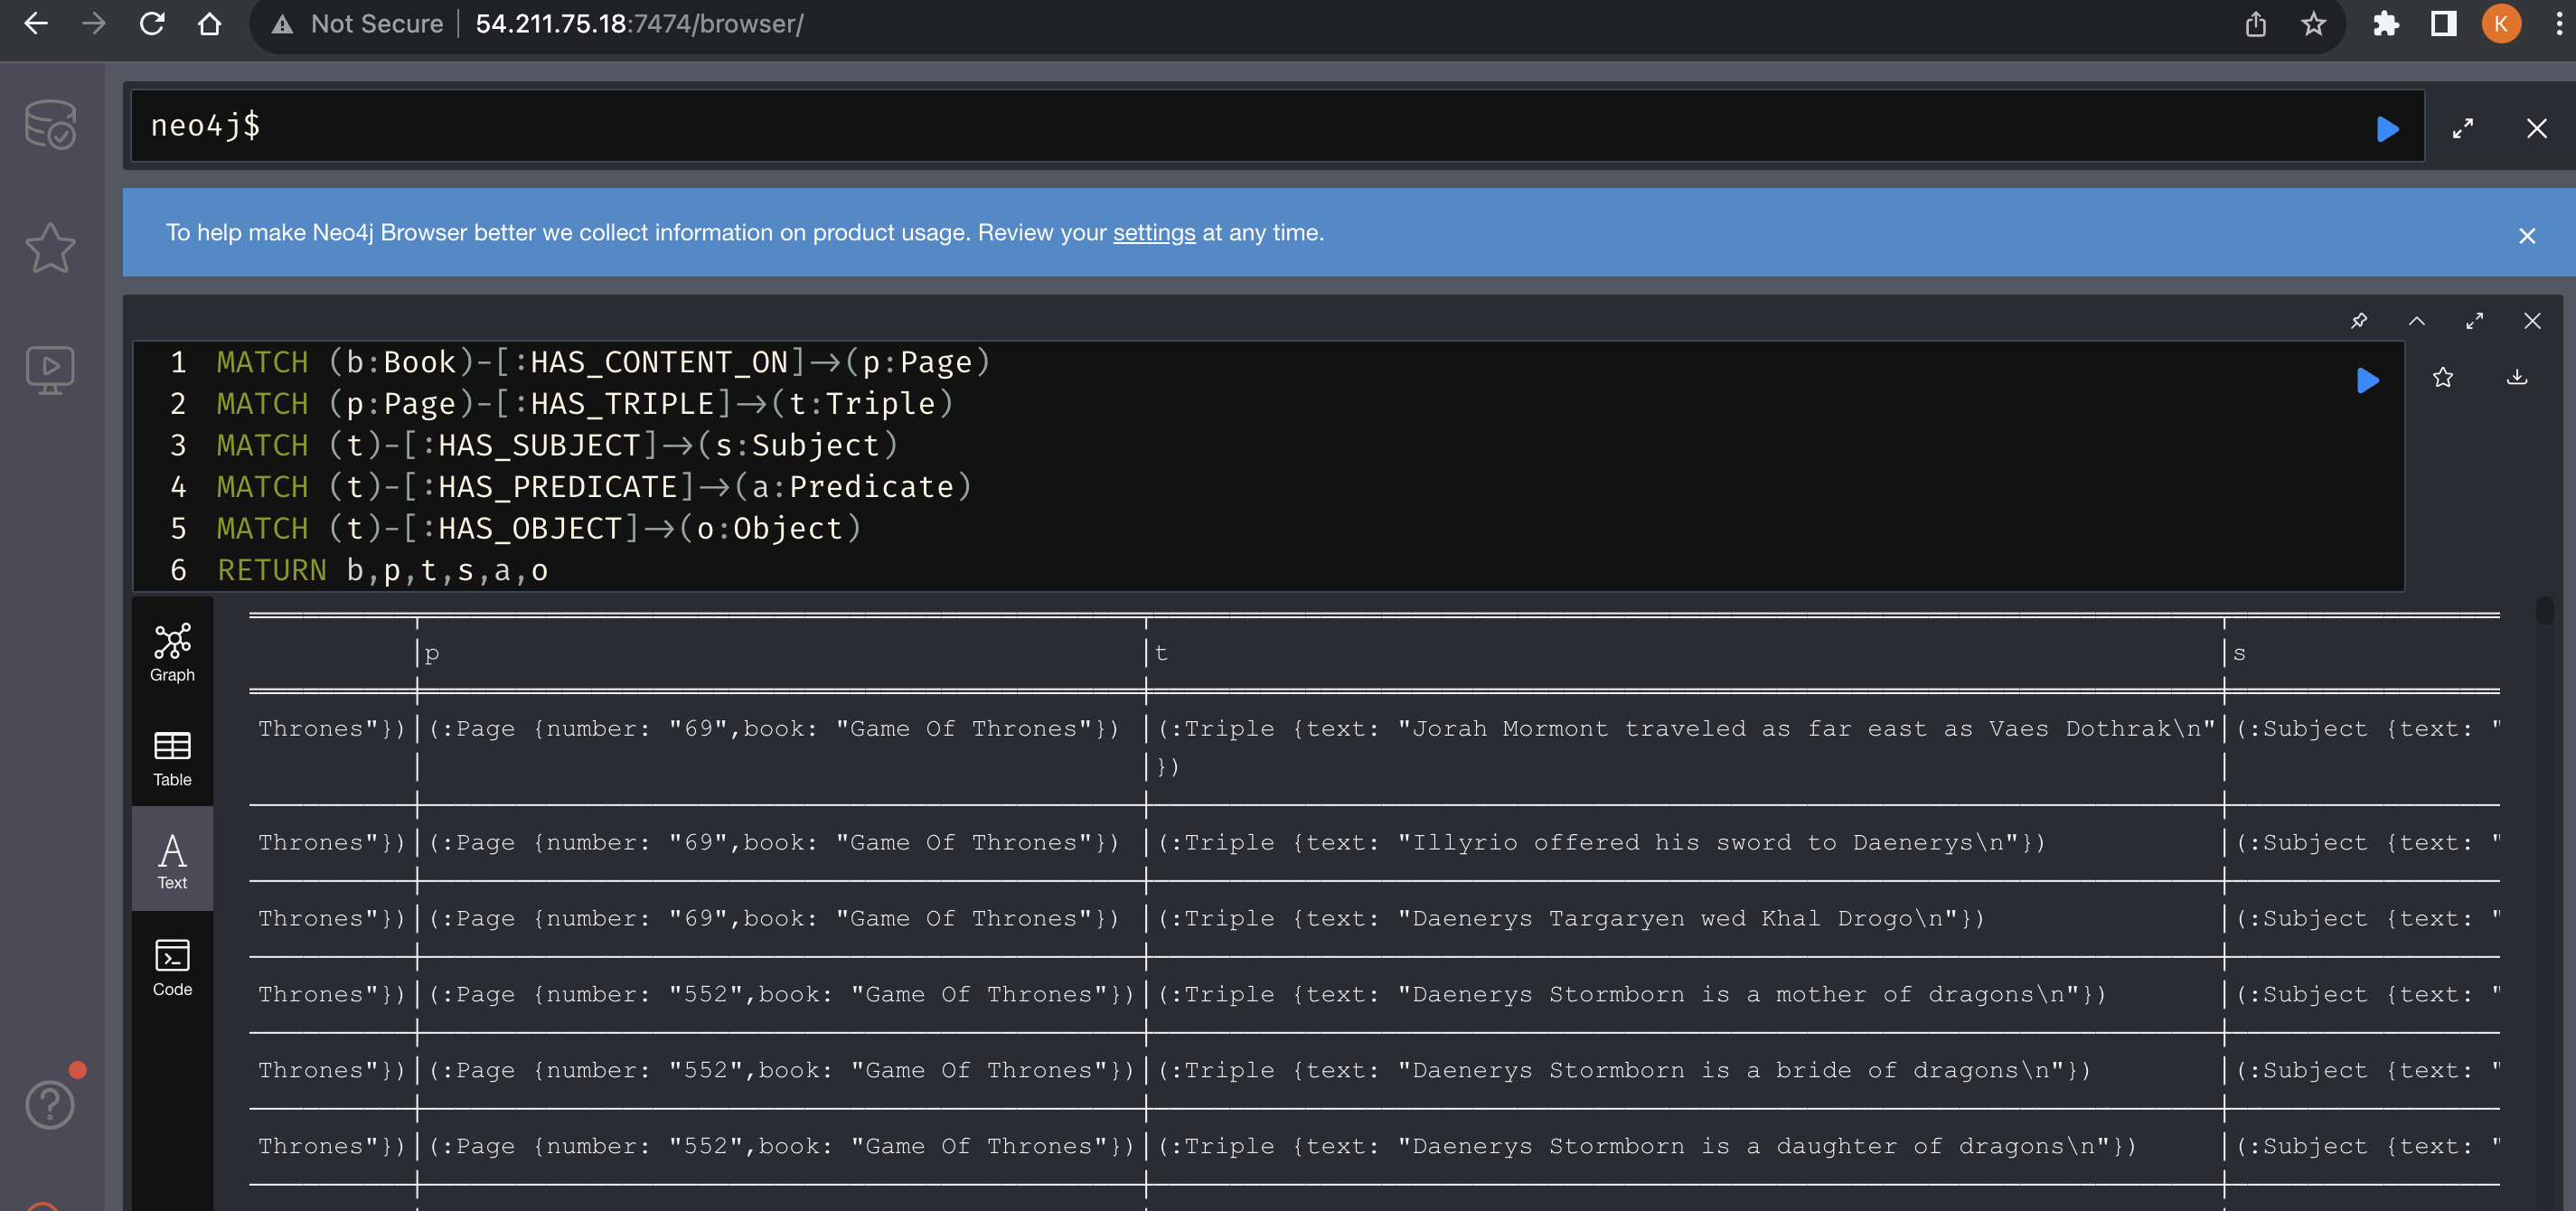 Not Secure | 54.211.75.18:7474/browser/
K
neo4j$
To help make Neo4j Browser better we collect information on product usage. Review your settings at any time.
1 MATCH (b:Book)-[:HAS_CONTENT_ON]->(p:Page)
2 MATCH (p:Page)-[:HAS_TRIPLE]->(t:Triple)
3 MATCH (t)-[:HAS_SUBJECT]->(s:Subject)
4 MATCH (t)-[:HAS_PREDICATE]->(a:Predicate)
5 MATCH (t)-[:HAS_OBJECT]->(o:Object)
6 RETURN b,p,t,s,a,o
Graph
Table
Text
Code
│p │t │s
Thrones"})│(:Page {number: "69",book: "Game Of Thrones"}) │(:Triple {text: "Jorah Mormont traveled as far east as Vaes Dothrak\n"│(:Subject {text: "
│ │}) │
Thrones"})│(:Page {number: "69",book: "Game Of Thrones"}) │(:Triple {text: "Illyrio offered his sword to Daenerys\n"}) │(:Subject {text: "
Thrones"})│(:Page {number: "69",book: "Game Of Thrones"}) │(:Triple {text: "Daenerys Targaryen wed Khal Drogo\n"}) │(:Subject {text: "
Thrones"})│(:Page {number: "552",book: "Game Of Thrones"})│(:Triple {text: "Daenerys Stormborn is a mother of dragons\n"}) │(:Subject {text: "
Thrones"})│(:Page {number: "552",book: "Game Of Thrones"})│(:Triple {text: "Daenerys Stormborn is a bride of dragons\n"}) │(:Subject {text: "
Thrones"})│(:Page {number: "552",book: "Game Of Thrones"})│(:Triple {text: "Daenerys Stormborn is a daughter of dragons\n"}) │(:Subject {text: "